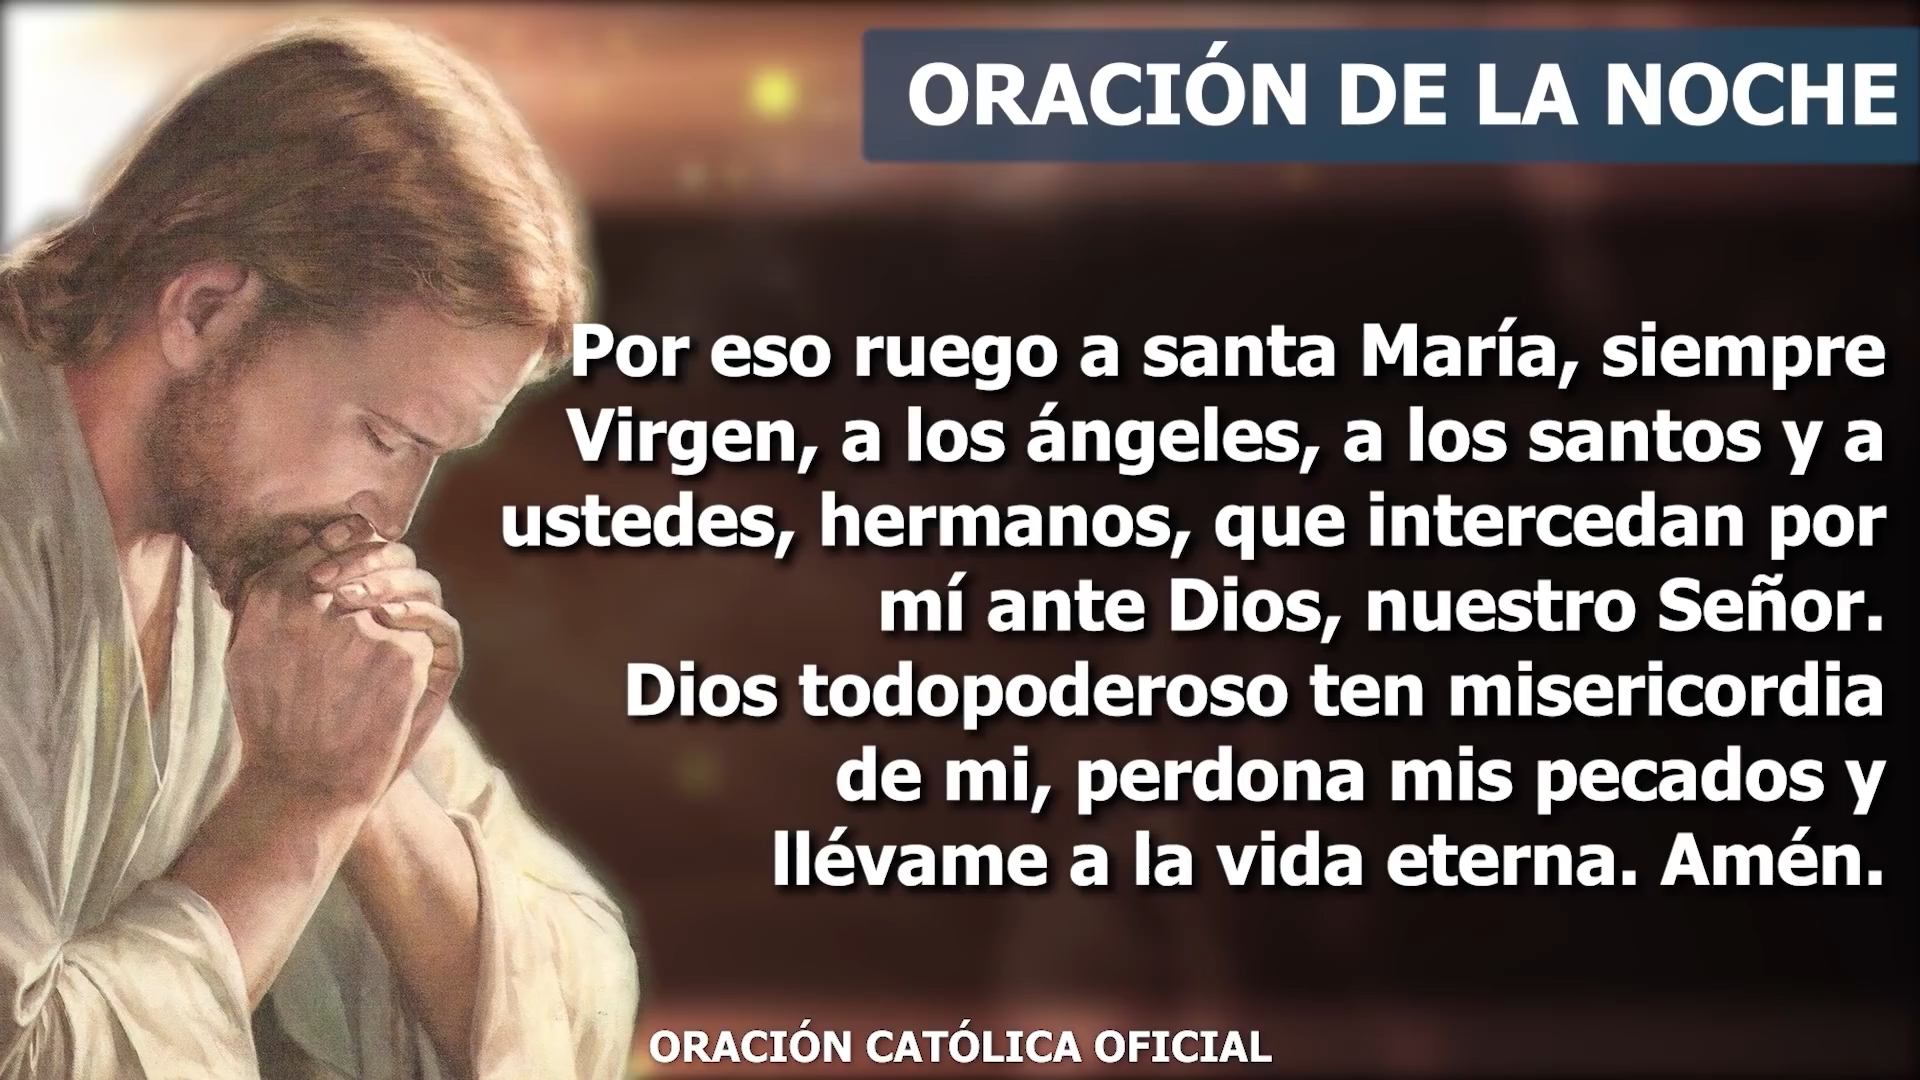 ORACIÓN DE LA NOCHE
Por eso ruego a santa María, siempre
Virgen, a los ángeles, a los santos y a
ustedes, hermanos, que intercedan por
mí ante Dios, nuestro Señor.
Dios todopoderoso ten misericordia
de mi, perdona mis pecados y
llévame a la vida eterna. Amén.
ORACIÓN CATÓLICA OFICIAL